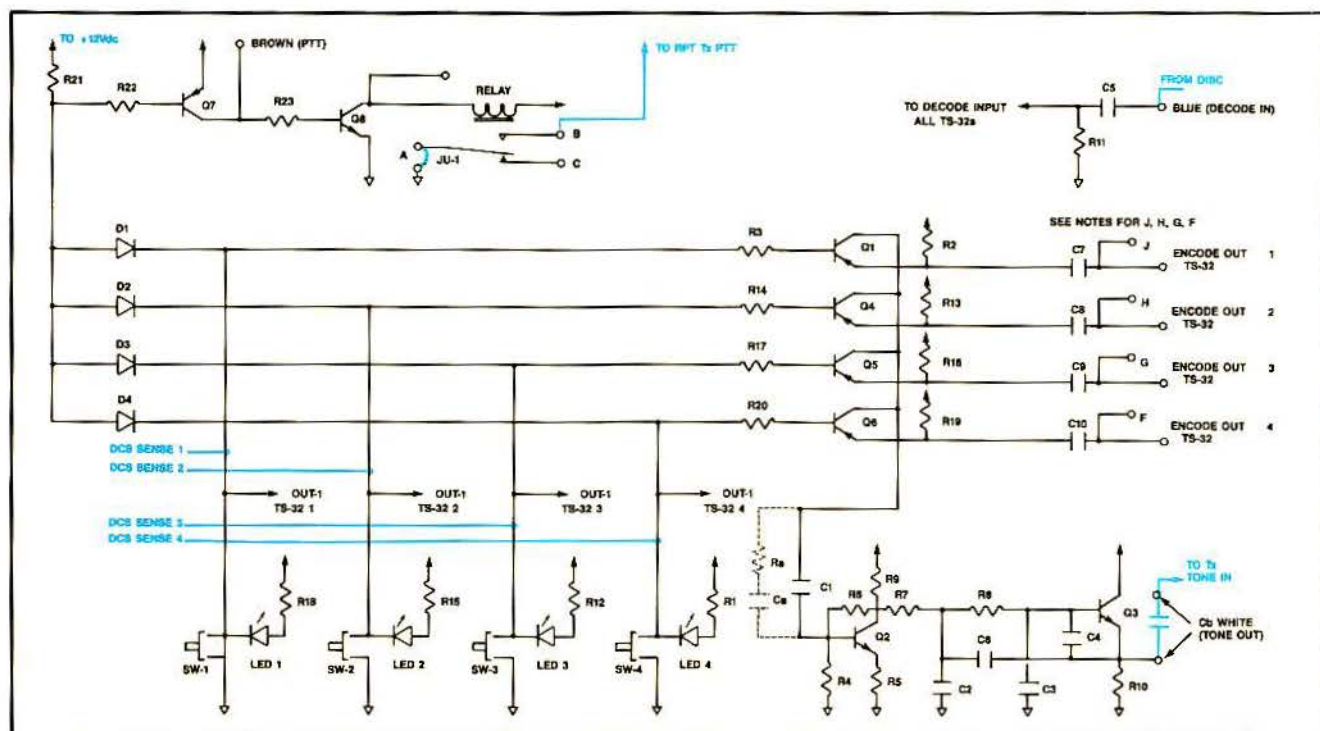 TO +12Vdc
BROWN (PTT)
TO RPT Tx PTT
R21
R22
Q7
R23
Q8
RELAY
A
JU-1
B
C
FROM DISC
C5
TO DECODE INPUT
ALL TS-32s
BLUE (DECODE IN)
R11
SEE NOTES FOR J, H, G, F
D1
R3
Q1
R2
C7
J
ENCODE OUT 1
TS-32
D2
R14
Q4
R13
C8
H
ENCODE OUT 2
TS-32
D3
R17
Q5
R16
C9
G
ENCODE OUT 3
TS-32
D4
R20
Q6
R19
C10
F
ENCODE OUT 4
TS-32
DCS SENSE 1
DCS SENSE 2
OUT-1
TS-32 1
OUT-1
TS-32 2
OUT-1
TS-32 3
OUT-1
TS-32 4
DCS SENSE 3
DCS SENSE 4
R18
R15
R12
R1
SW-1
LED 1
SW-2
LED 2
SW-3
LED 3
SW-4
LED 4
Ra
Ca
C1
R9
R6
R7
Q2
R4
R5
R8
C6
C2
C3
C4
Q3
R10
TO Tx
TONE IN
Cb WHITE
(TONE OUT)